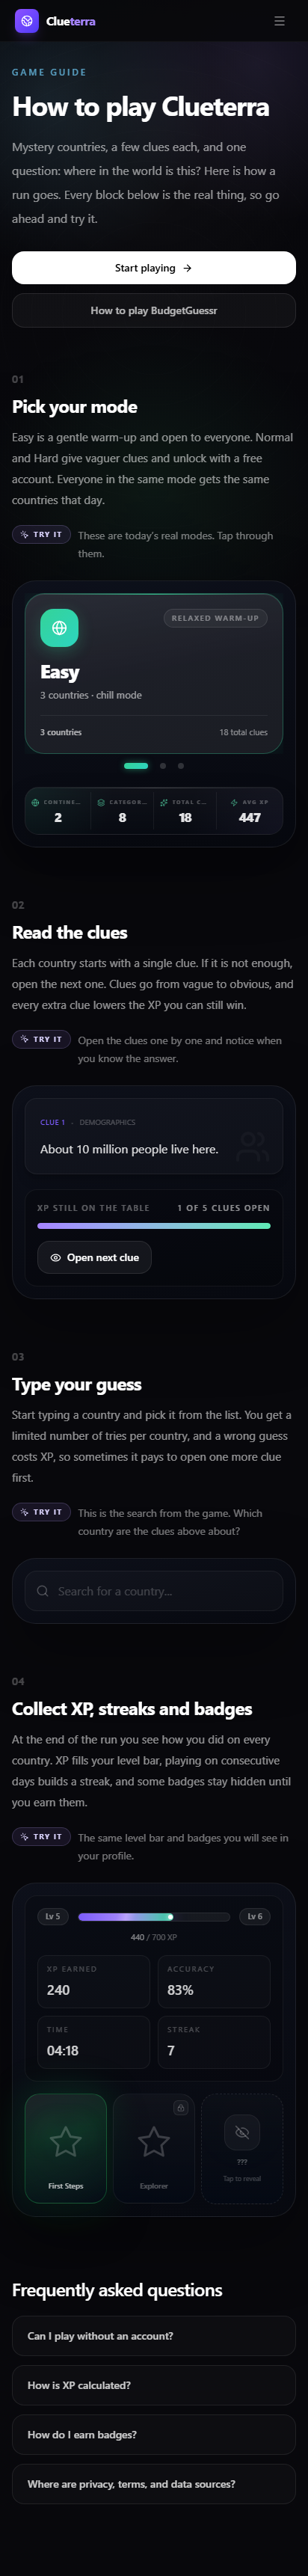 Clueterra
GAME GUIDE
How to play Clueterra
Mystery countries, a few clues each, and one
question: where in the world is this? Here is how a
run goes. Every block below is the real thing, so go
ahead and try it.
Start playing →
How to play BudgetGuessr
01
Pick your mode
Easy is a gentle warm-up and open to everyone. Normal
and Hard give vaguer clues and unlock with a free
account. Everyone in the same mode gets the same
countries that day.
TRY IT
These are today's real modes. Tap through
them.
RELAXED WARM-UP
Easy
3 countries · chill mode
3 countries
18 total clues
CONTINE...
CATEGOR...
TOTAL C...
AVG XP
2
8
18
447
02
Read the clues
Each country starts with a single clue. If it is not enough,
open the next one. Clues go from vague to obvious, and
every extra clue lowers the XP you can still win.
TRY IT
Open the clues one by one and notice when
you know the answer.
CLUE 1 · DEMOGRAPHICS
About 10 million people live here.
XP STILL ON THE TABLE
1 OF 5 CLUES OPEN
Open next clue
03
Type your guess
Start typing a country and pick it from the list. You get a
limited number of tries per country, and a wrong guess
costs XP, so sometimes it pays to open one more clue
first.
TRY IT
This is the search from the game. Which
country are the clues above about?
Search for a country...
04
Collect XP, streaks and badges
At the end of the run you see how you did on every
country. XP fills your level bar, playing on consecutive
days builds a streak, and some badges stay hidden until
you earn them.
TRY IT
The same level bar and badges you will see in
your profile.
Lv 5
Lv 6
440 / 700 XP
XP EARNED
240
ACCURACY
83%
TIME
04:18
STREAK
7
First Steps
Explorer
???
Tap to reveal
Frequently asked questions
Can I play without an account?
How is XP calculated?
How do I earn badges?
Where are privacy, terms, and data sources?